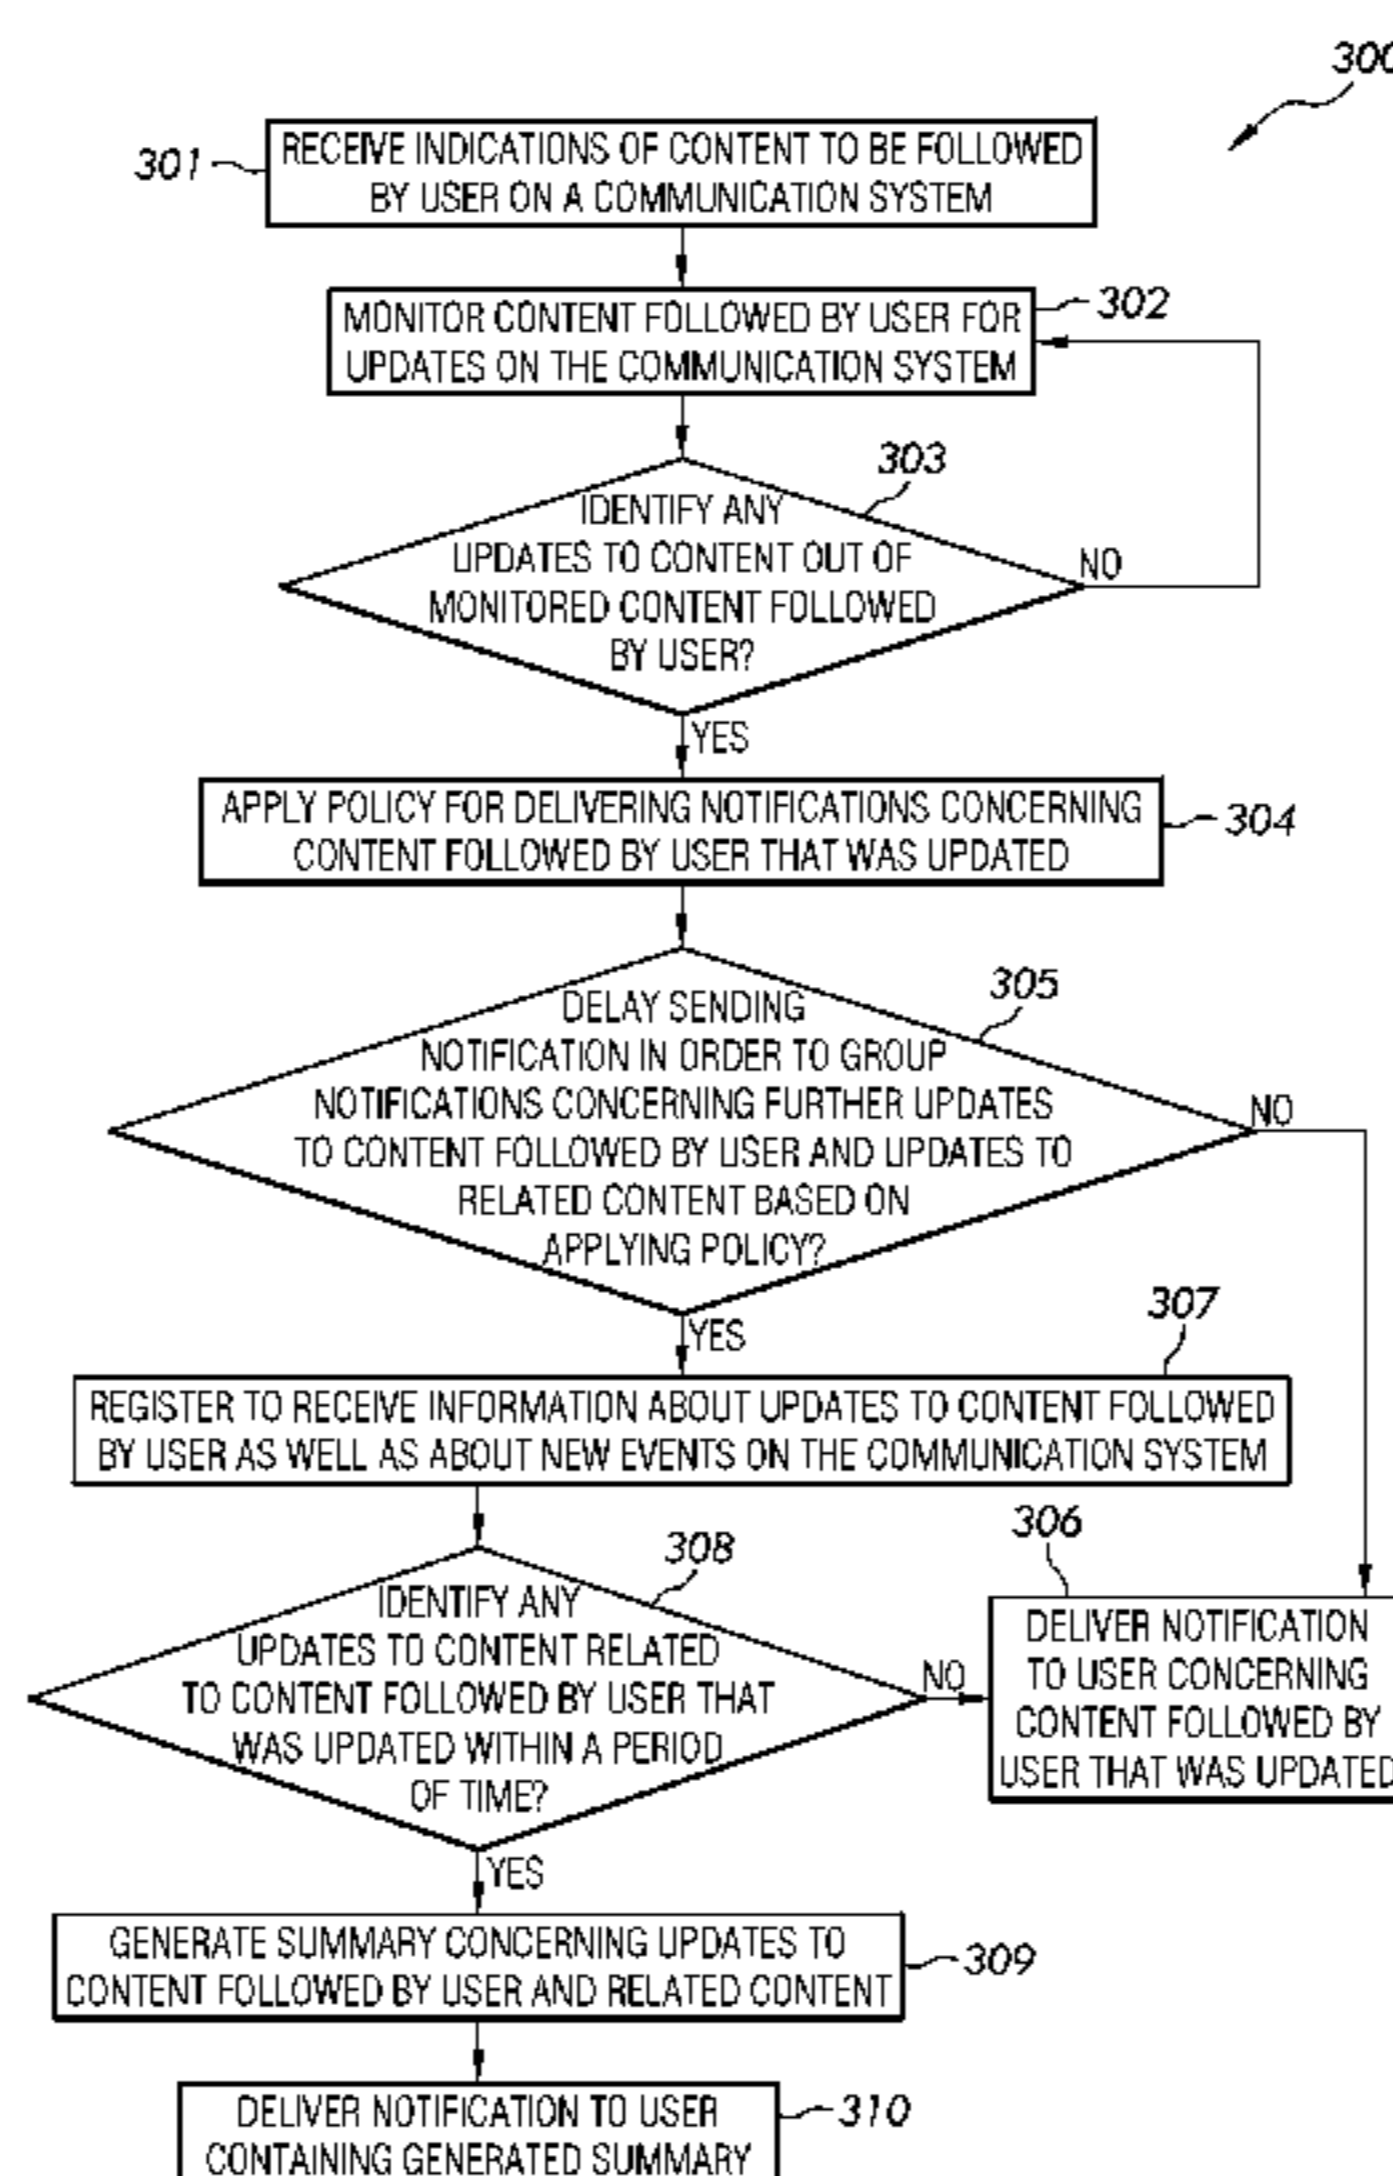 300
301
RECEIVE INDICATIONS OF CONTENT TO BE FOLLOWED
BY USER ON A COMMUNICATION SYSTEM
302
MONITOR CONTENT FOLLOWED BY USER FOR
UPDATES ON THE COMMUNICATION SYSTEM
303
IDENTIFY ANY
UPDATES TO CONTENT OUT OF
MONITORED CONTENT FOLLOWED
BY USER?
NO
YES
APPLY POLICY FOR DELIVERING NOTIFICATIONS CONCERNING
CONTENT FOLLOWED BY USER THAT WAS UPDATED
304
305
DELAY SENDING
NOTIFICATION IN ORDER TO GROUP
NOTIFICATIONS CONCERNING FURTHER UPDATES
TO CONTENT FOLLOWED BY USER AND UPDATES TO
RELATED CONTENT BASED ON
APPLYING POLICY?
NO
YES
307
REGISTER TO RECEIVE INFORMATION ABOUT UPDATES TO CONTENT FOLLOWED
BY USER AS WELL AS ABOUT NEW EVENTS ON THE COMMUNICATION SYSTEM
308
IDENTIFY ANY
UPDATES TO CONTENT RELATED
TO CONTENT FOLLOWED BY USER THAT
WAS UPDATED WITHIN A PERIOD
OF TIME?
NO
YES
306
DELIVER NOTIFICATION
TO USER CONCERNING
CONTENT FOLLOWED BY
USER THAT WAS UPDATED
GENERATE SUMMARY CONCERNING UPDATES TO
CONTENT FOLLOWED BY USER AND RELATED CONTENT
309
DELIVER NOTIFICATION TO USER
CONTAINING GENERATED SUMMARY
310